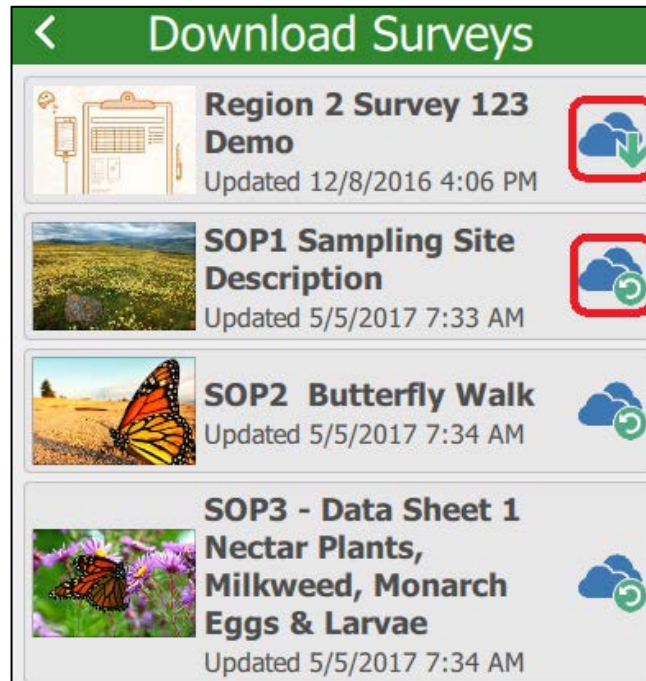 Download Surveys
Region 2 Survey 123
Demo
Updated 12/8/2016 4:06 PM
SOP1 Sampling Site
Description
Updated 5/5/2017 7:33 AM
SOP2  Butterfly Walk
Updated 5/5/2017 7:34 AM
SOP3 - Data Sheet 1
Nectar Plants,
Milkweed, Monarch
Eggs & Larvae
Updated 5/5/2017 7:34 AM